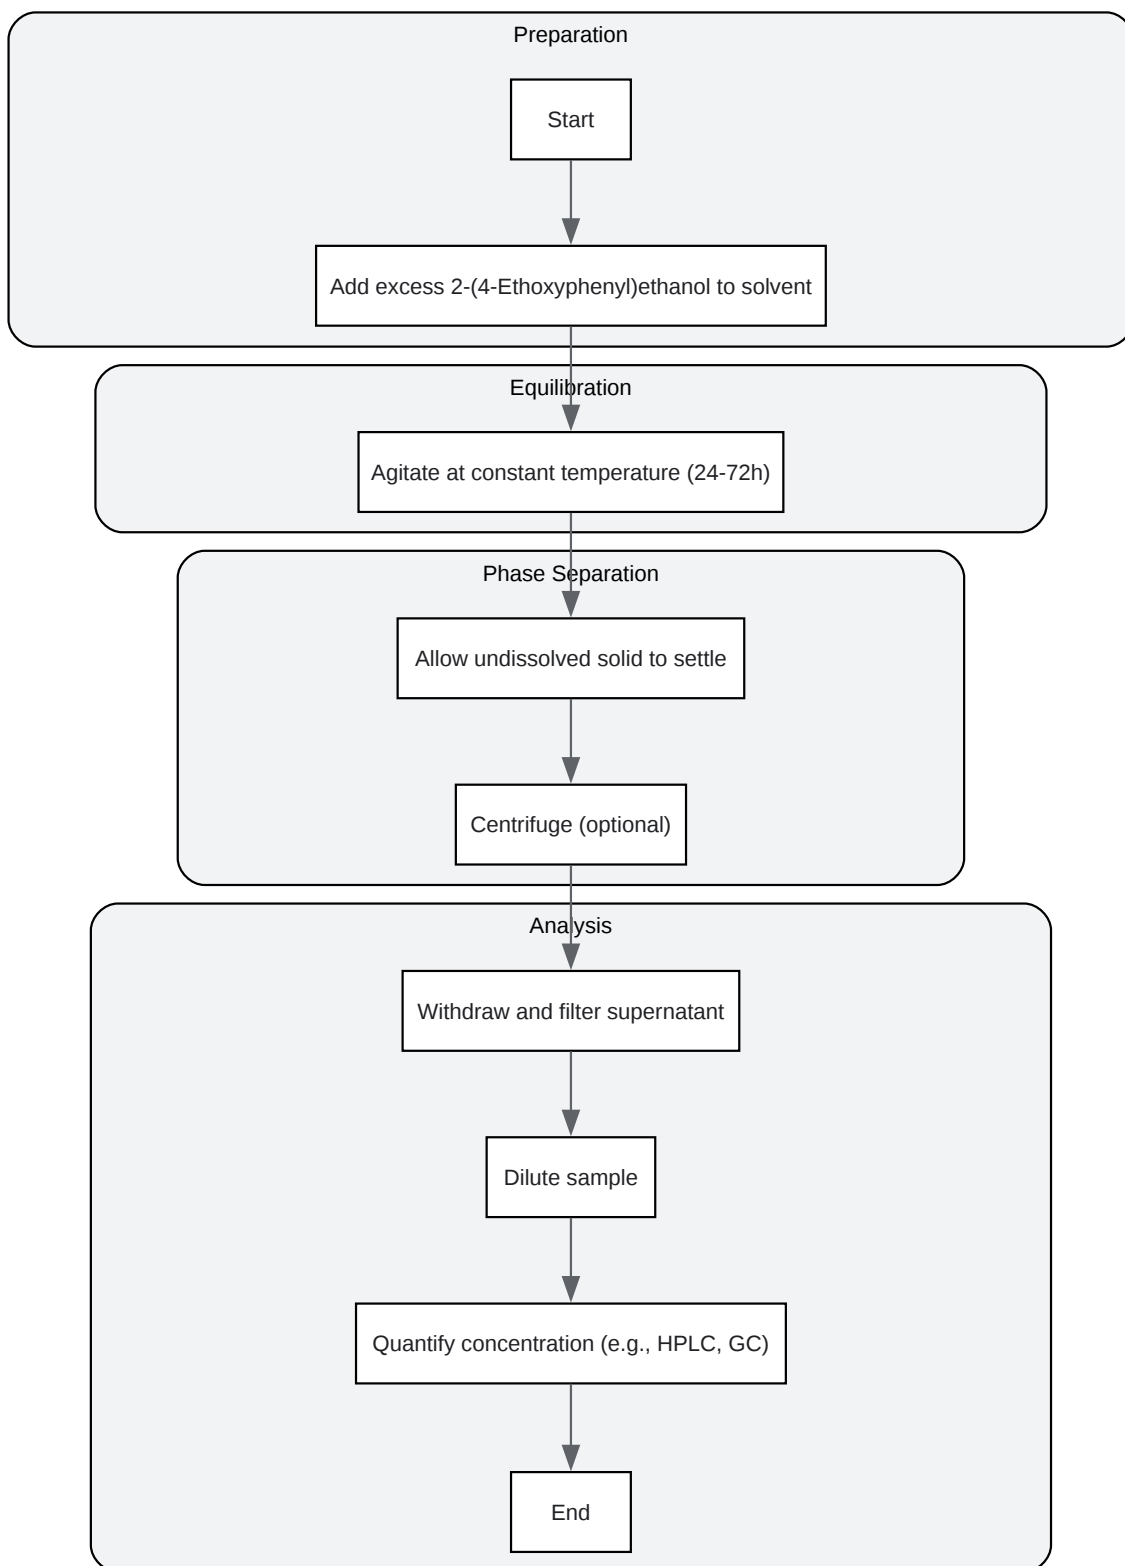 Preparation
Start
Add excess 2-(4-Ethoxyphenyl)ethanol to solvent
Equilibration
Agitate at constant temperature (24-72h)
Phase Separation
Allow undissolved solid to settle
Centrifuge (optional)
Analysis
Withdraw and filter supernatant
Dilute sample
Quantify concentration (e.g., HPLC, GC)
End